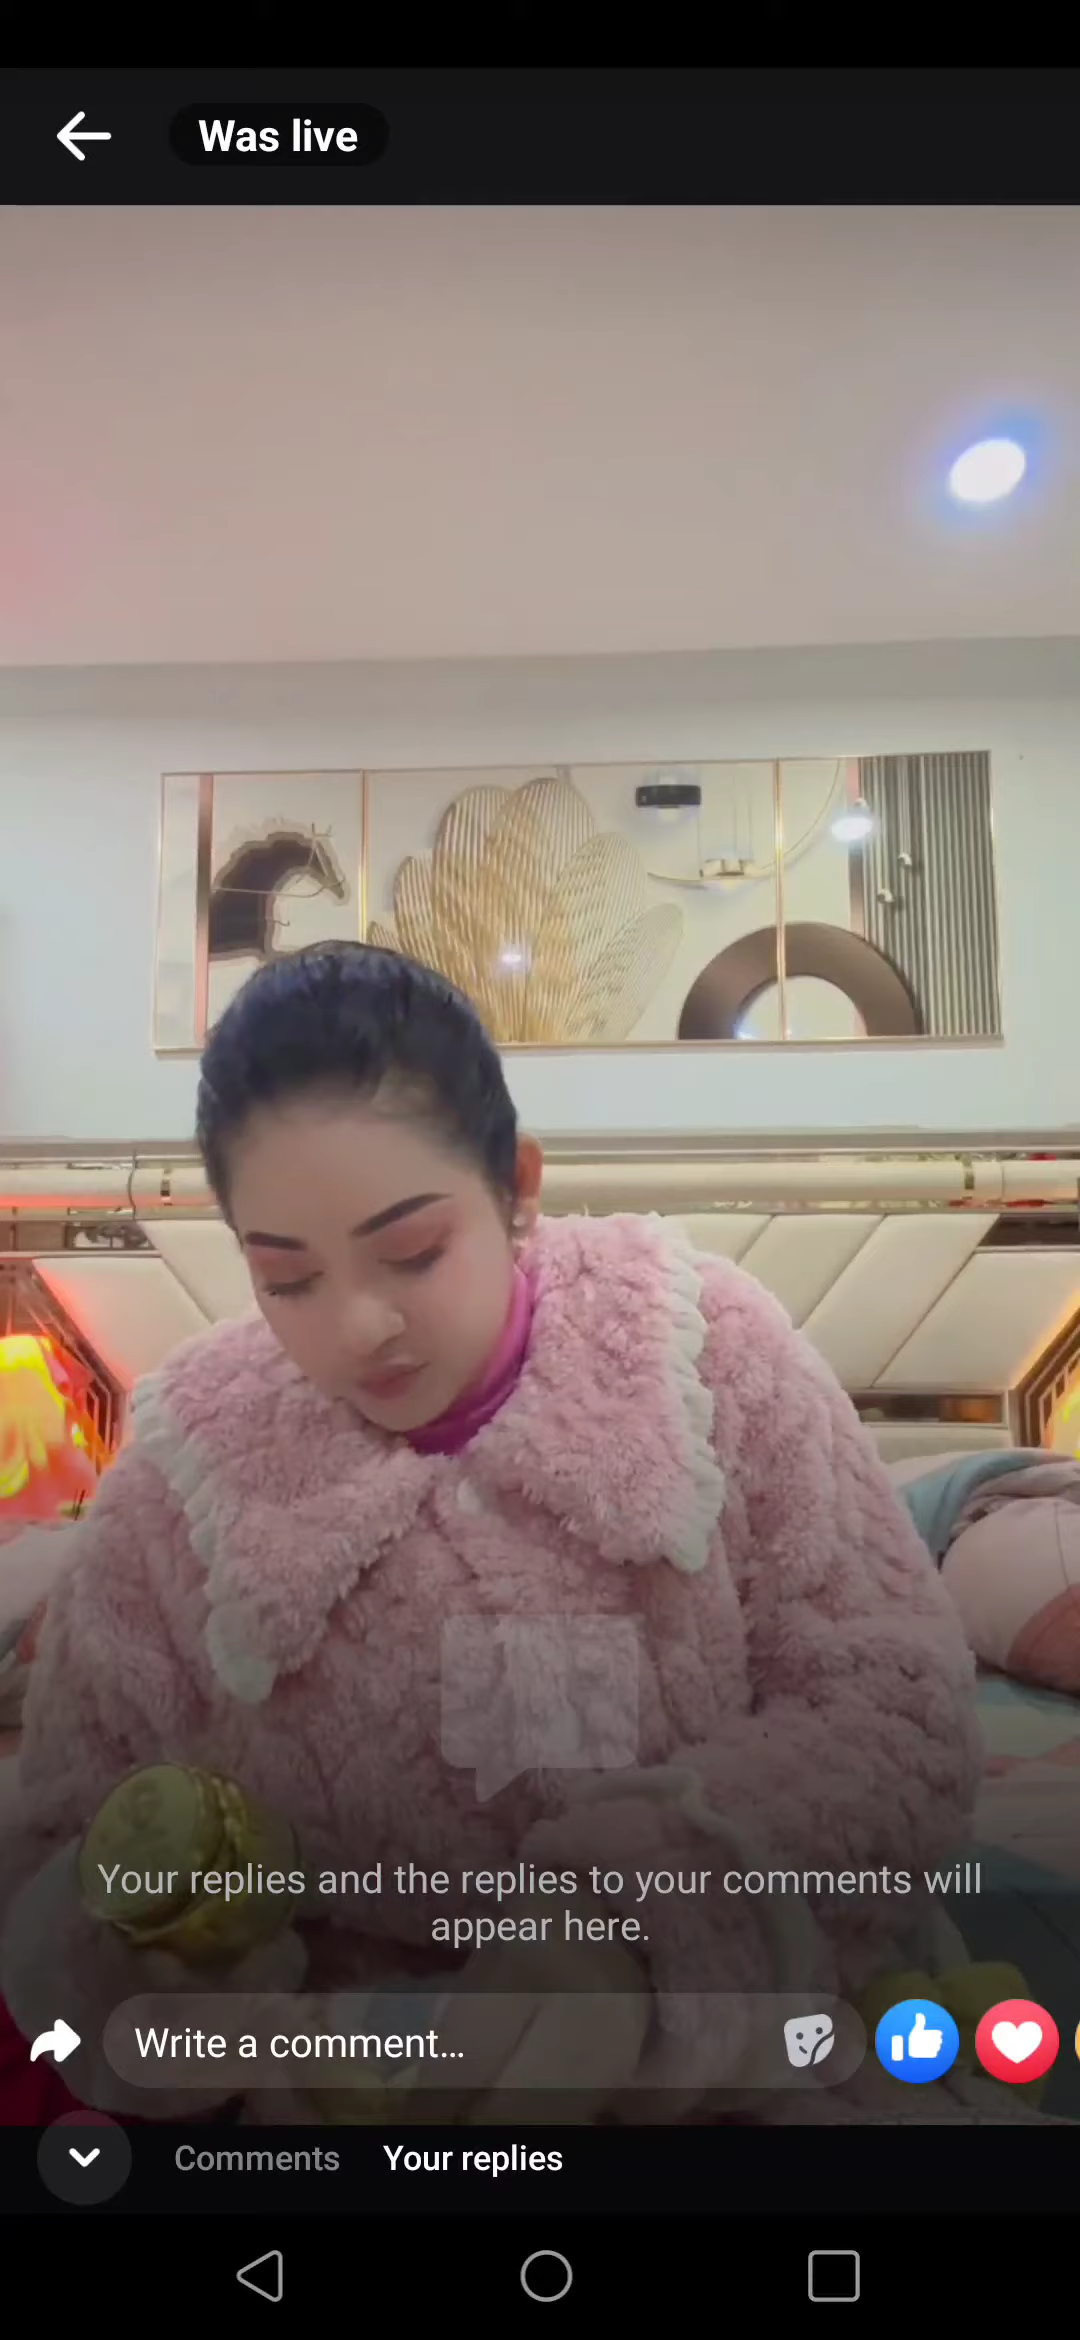 Was live
Your replies and the replies to your comments will
appear here.
Write a comment...
Comments
Your replies